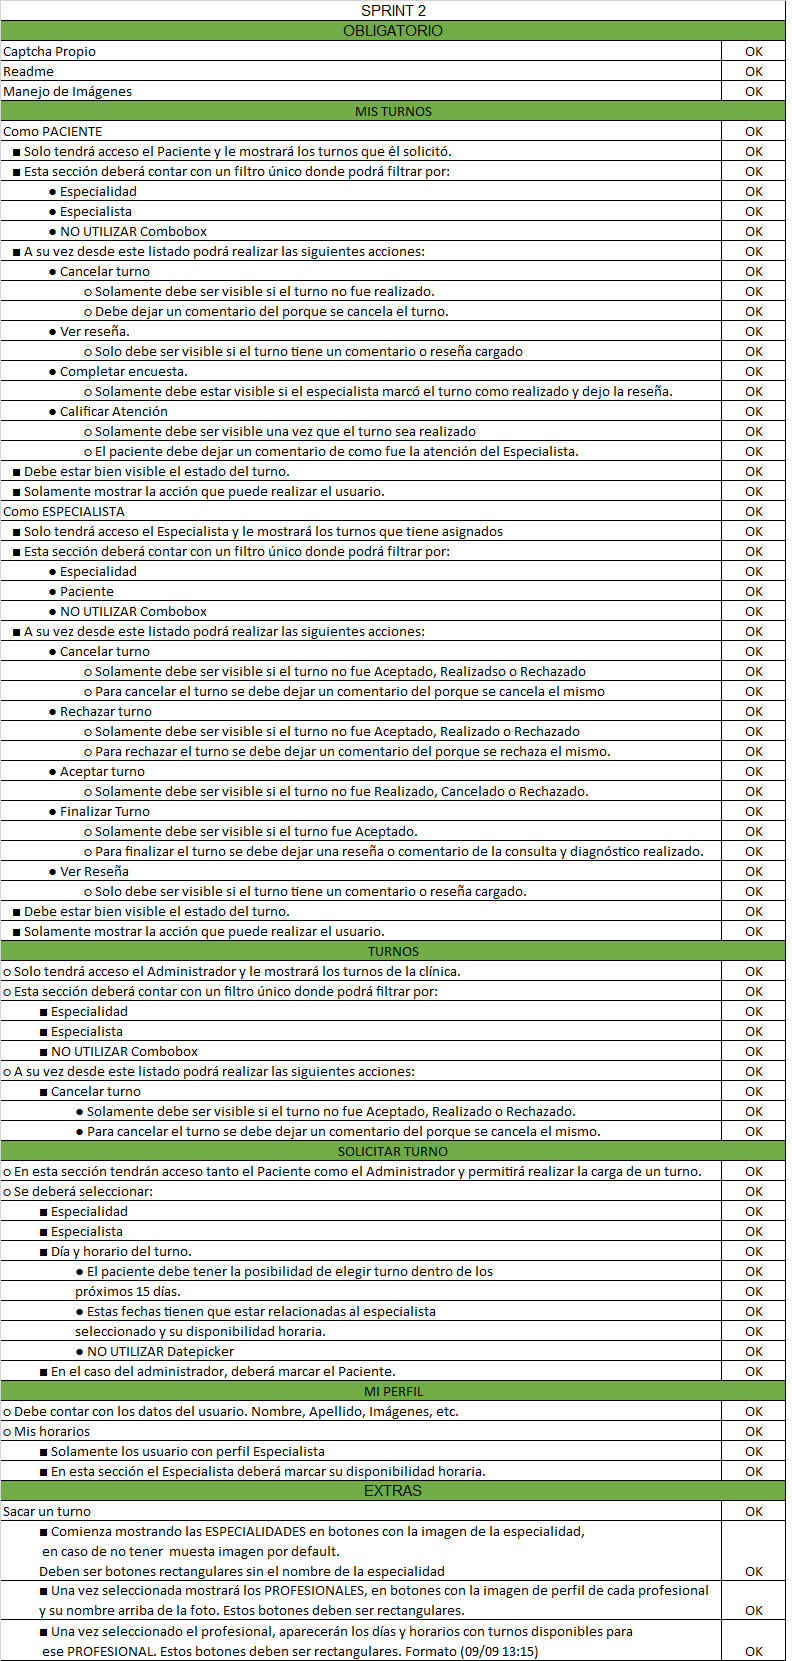 SPRINT 2
OBLIGATORIO
Captcha Propio OK
Readme OK
Manejo de Imágenes OK
MIS TURNOS
Como PACIENTE OK
■ Solo tendrá acceso el Paciente y le mostrará los turnos que él solicitó. OK
■ Esta sección deberá contar con un filtro único donde podrá filtrar por: OK
● Especialidad OK
● Especialista OK
● NO UTILIZAR Combobox OK
■ A su vez desde este listado podrá realizar las siguientes acciones: OK
● Cancelar turno OK
○ Solamente debe ser visible si el turno no fue realizado. OK
○ Debe dejar un comentario del porque se cancela el turno. OK
● Ver reseña. OK
○ Solo debe ser visible si el turno tiene un comentario o reseña cargado OK
● Completar encuesta. OK
○ Solamente debe estar visible si el especialista marcó el turno como realizado y dejo la reseña. OK
● Calificar Atención OK
○ Solamente debe ser visible una vez que el turno sea realizado OK
○ El paciente debe dejar un comentario de como fue la atención del Especialista. OK
■ Debe estar bien visible el estado del turno. OK
■ Solamente mostrar la acción que puede realizar el usuario. OK
Como ESPECIALISTA OK
■ Solo tendrá acceso el Especialista y le mostrará los turnos que tiene asignados OK
■ Esta sección deberá contar con un filtro único donde podrá filtrar por: OK
● Especialidad OK
● Paciente OK
● NO UTILIZAR Combobox OK
■ A su vez desde este listado podrá realizar las siguientes acciones: OK
● Cancelar turno OK
○ Solamente debe ser visible si el turno no fue Aceptado, Realizadso o Rechazado OK
○ Para cancelar el turno se debe dejar un comentario del porque se cancela el mismo OK
● Rechazar turno OK
○ Solamente debe ser visible si el turno no fue Aceptado, Realizado o Rechazado OK
○ Para rechazar el turno se debe dejar un comentario del porque se rechaza el mismo. OK
● Aceptar turno OK
○ Solamente debe ser visible si el turno no fue Realizado, Cancelado o Rechazado. OK
● Finalizar Turno OK
○ Solamente debe ser visible si el turno fue Aceptado. OK
○ Para finalizar el turno se debe dejar una reseña o comentario de la consulta y diagnóstico realizado. OK
● Ver Reseña OK
○ Solo debe ser visible si el turno tiene un comentario o reseña cargado. OK
■ Debe estar bien visible el estado del turno. OK
■ Solamente mostrar la acción que puede realizar el usuario. OK
TURNOS
○ Solo tendrá acceso el Administrador y le mostrará los turnos de la clínica. OK
○ Esta sección deberá contar con un filtro único donde podrá filtrar por: OK
■ Especialidad OK
■ Especialista OK
■ NO UTILIZAR Combobox OK
○ A su vez desde este listado podrá realizar las siguientes acciones: OK
■ Cancelar turno OK
● Solamente debe ser visible si el turno no fue Aceptado, Realizado o Rechazado. OK
● Para cancelar el turno se debe dejar un comentario del porque se cancela el mismo. OK
SOLICITAR TURNO
○ En esta sección tendrán acceso tanto el Paciente como el Administrador y permitirá realizar la carga de un turno. OK
○ Se deberá seleccionar: OK
■ Especialidad OK
■ Especialista OK
■ Día y horario del turno. OK
● El paciente debe tener la posibilidad de elegir turno dentro de los OK
próximos 15 días. OK
● Estas fechas tienen que estar relacionadas al especialista OK
seleccionado y su disponibilidad horaria. OK
● NO UTILIZAR Datepicker OK
■ En el caso del administrador, deberá marcar el Paciente. OK
MI PERFIL
○ Debe contar con los datos del usuario. Nombre, Apellido, Imágenes, etc. OK
○ Mis horarios OK
■ Solamente los usuario con perfil Especialista OK
■ En esta sección el Especialista deberá marcar su disponibilidad horaria. OK
EXTRAS
Sacar un turno OK
■ Comienza mostrando las ESPECIALIDADES en botones con la imagen de la especialidad,
en caso de no tener muesta imagen por default.
Deben ser botones rectangulares sin el nombre de la especialidad OK
■ Una vez seleccionada mostrará los PROFESIONALES, en botones con la imagen de perfil de cada profesional
y su nombre arriba de la foto. Estos botones deben ser rectangulares. OK
■ Una vez seleccionado el profesional, aparecerán los días y horarios con turnos disponibles para
ese PROFESIONAL. Estos botones deben ser rectangulares. Formato (09/09 13:15) OK